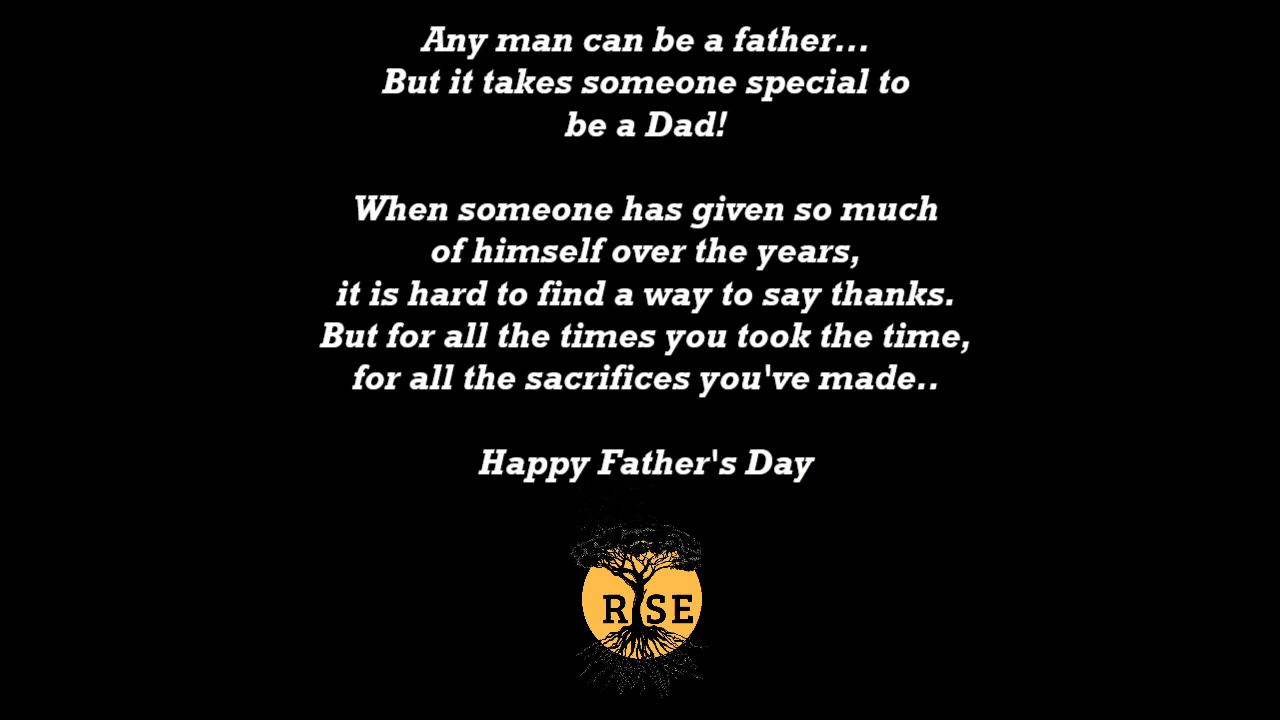 Any man can be a father...
But it takes someone special to
be a Dad!
When someone has given so much
of himself over the years,
it is hard to find a way to say thanks.
But for all the times you took the time,
for all the sacrifices you've made..
Happy Father's Day
RISE